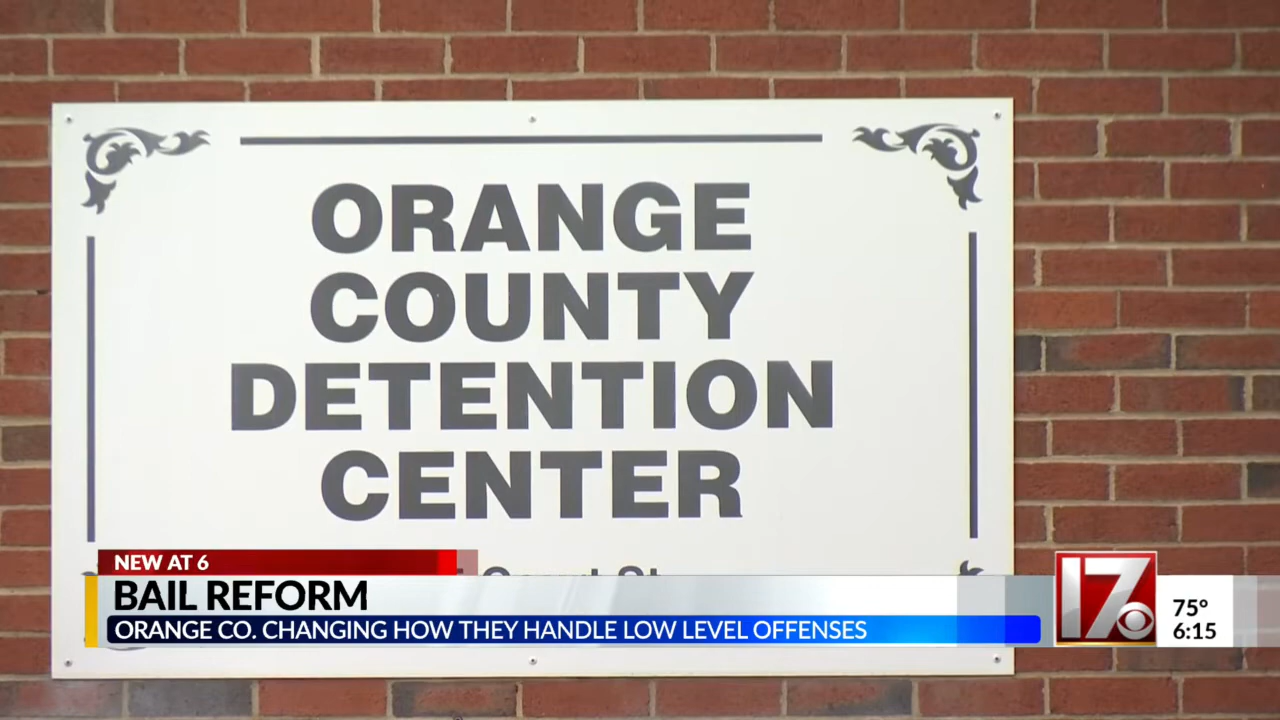 ORANGE
COUNTY
DETENTION
CENTER
NEW AT 6
BAIL REFORM
ORANGE CO. CHANGING HOW THEY HANDLE LOW LEVEL OFFENSES
17
75°
6:15